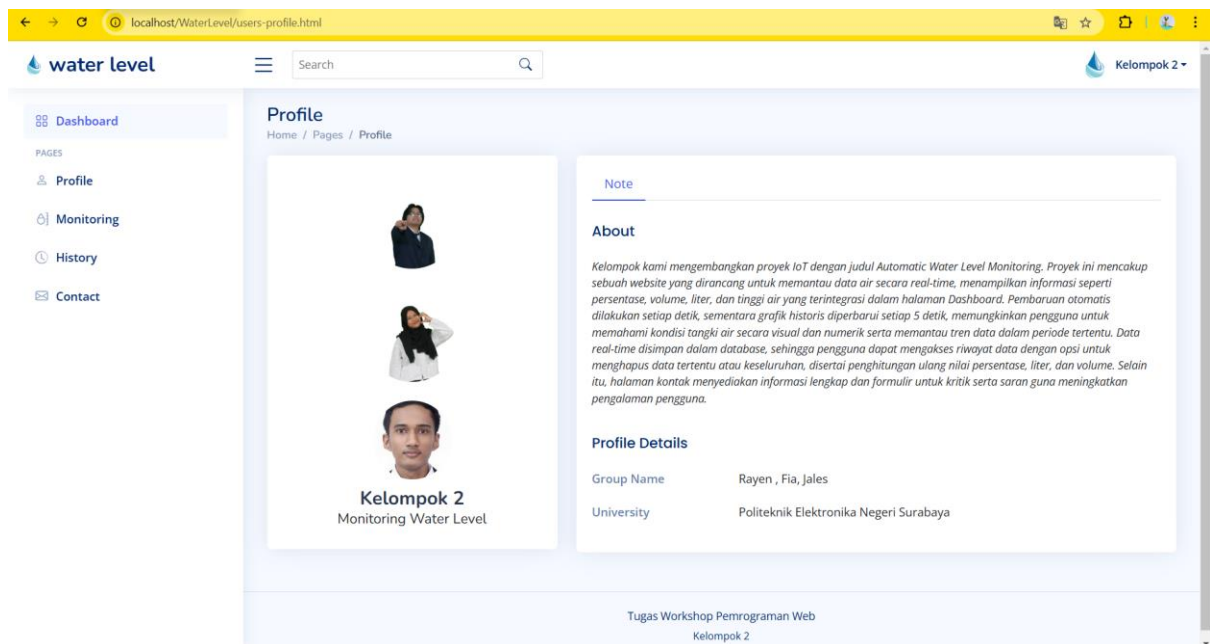 localhost/WaterLevel/users-profile.html
water level
Search
Kelompok 2
Dashboard
PAGES
Profile
Monitoring
History
Contact
Profile
Home / Pages / Profile
Kelompok 2
Monitoring Water Level
Note
About
Kelompok kami mengembangkan proyek IoT dengan judul Automatic Water Level Monitoring. Proyek ini mencakup
sebuah website yang dirancang untuk memantau data air secara real-time, menampilkan informasi seperti
persentase, volume, liter, dan tinggi air yang terintegrasi dalam halaman Dashboard. Pembaruan otomatis
dilakukan setiap detik, sementara grafik historis diperbarui setiap 5 detik, memungkinkan pengguna untuk
memahami kondisi tangki air secara visual dan numerik serta memantau tren data dalam periode tertentu. Data
real-time disimpan dalam database, sehingga pengguna dapat mengakses riwayat data dengan opsi untuk
menghapus data tertentu atau keseluruhan, disertai penghitungan ulang nilai persentase, liter, dan volume. Selain
itu, halaman kontak menyediakan informasi lengkap dan formulir untuk kritik serta saran guna meningkatkan
pengalaman pengguna.
Profile Details
Group Name Rayen , Fia, Jales
University Politeknik Elektronika Negeri Surabaya
Tugas Workshop Pemrograman Web
Kelompok 2